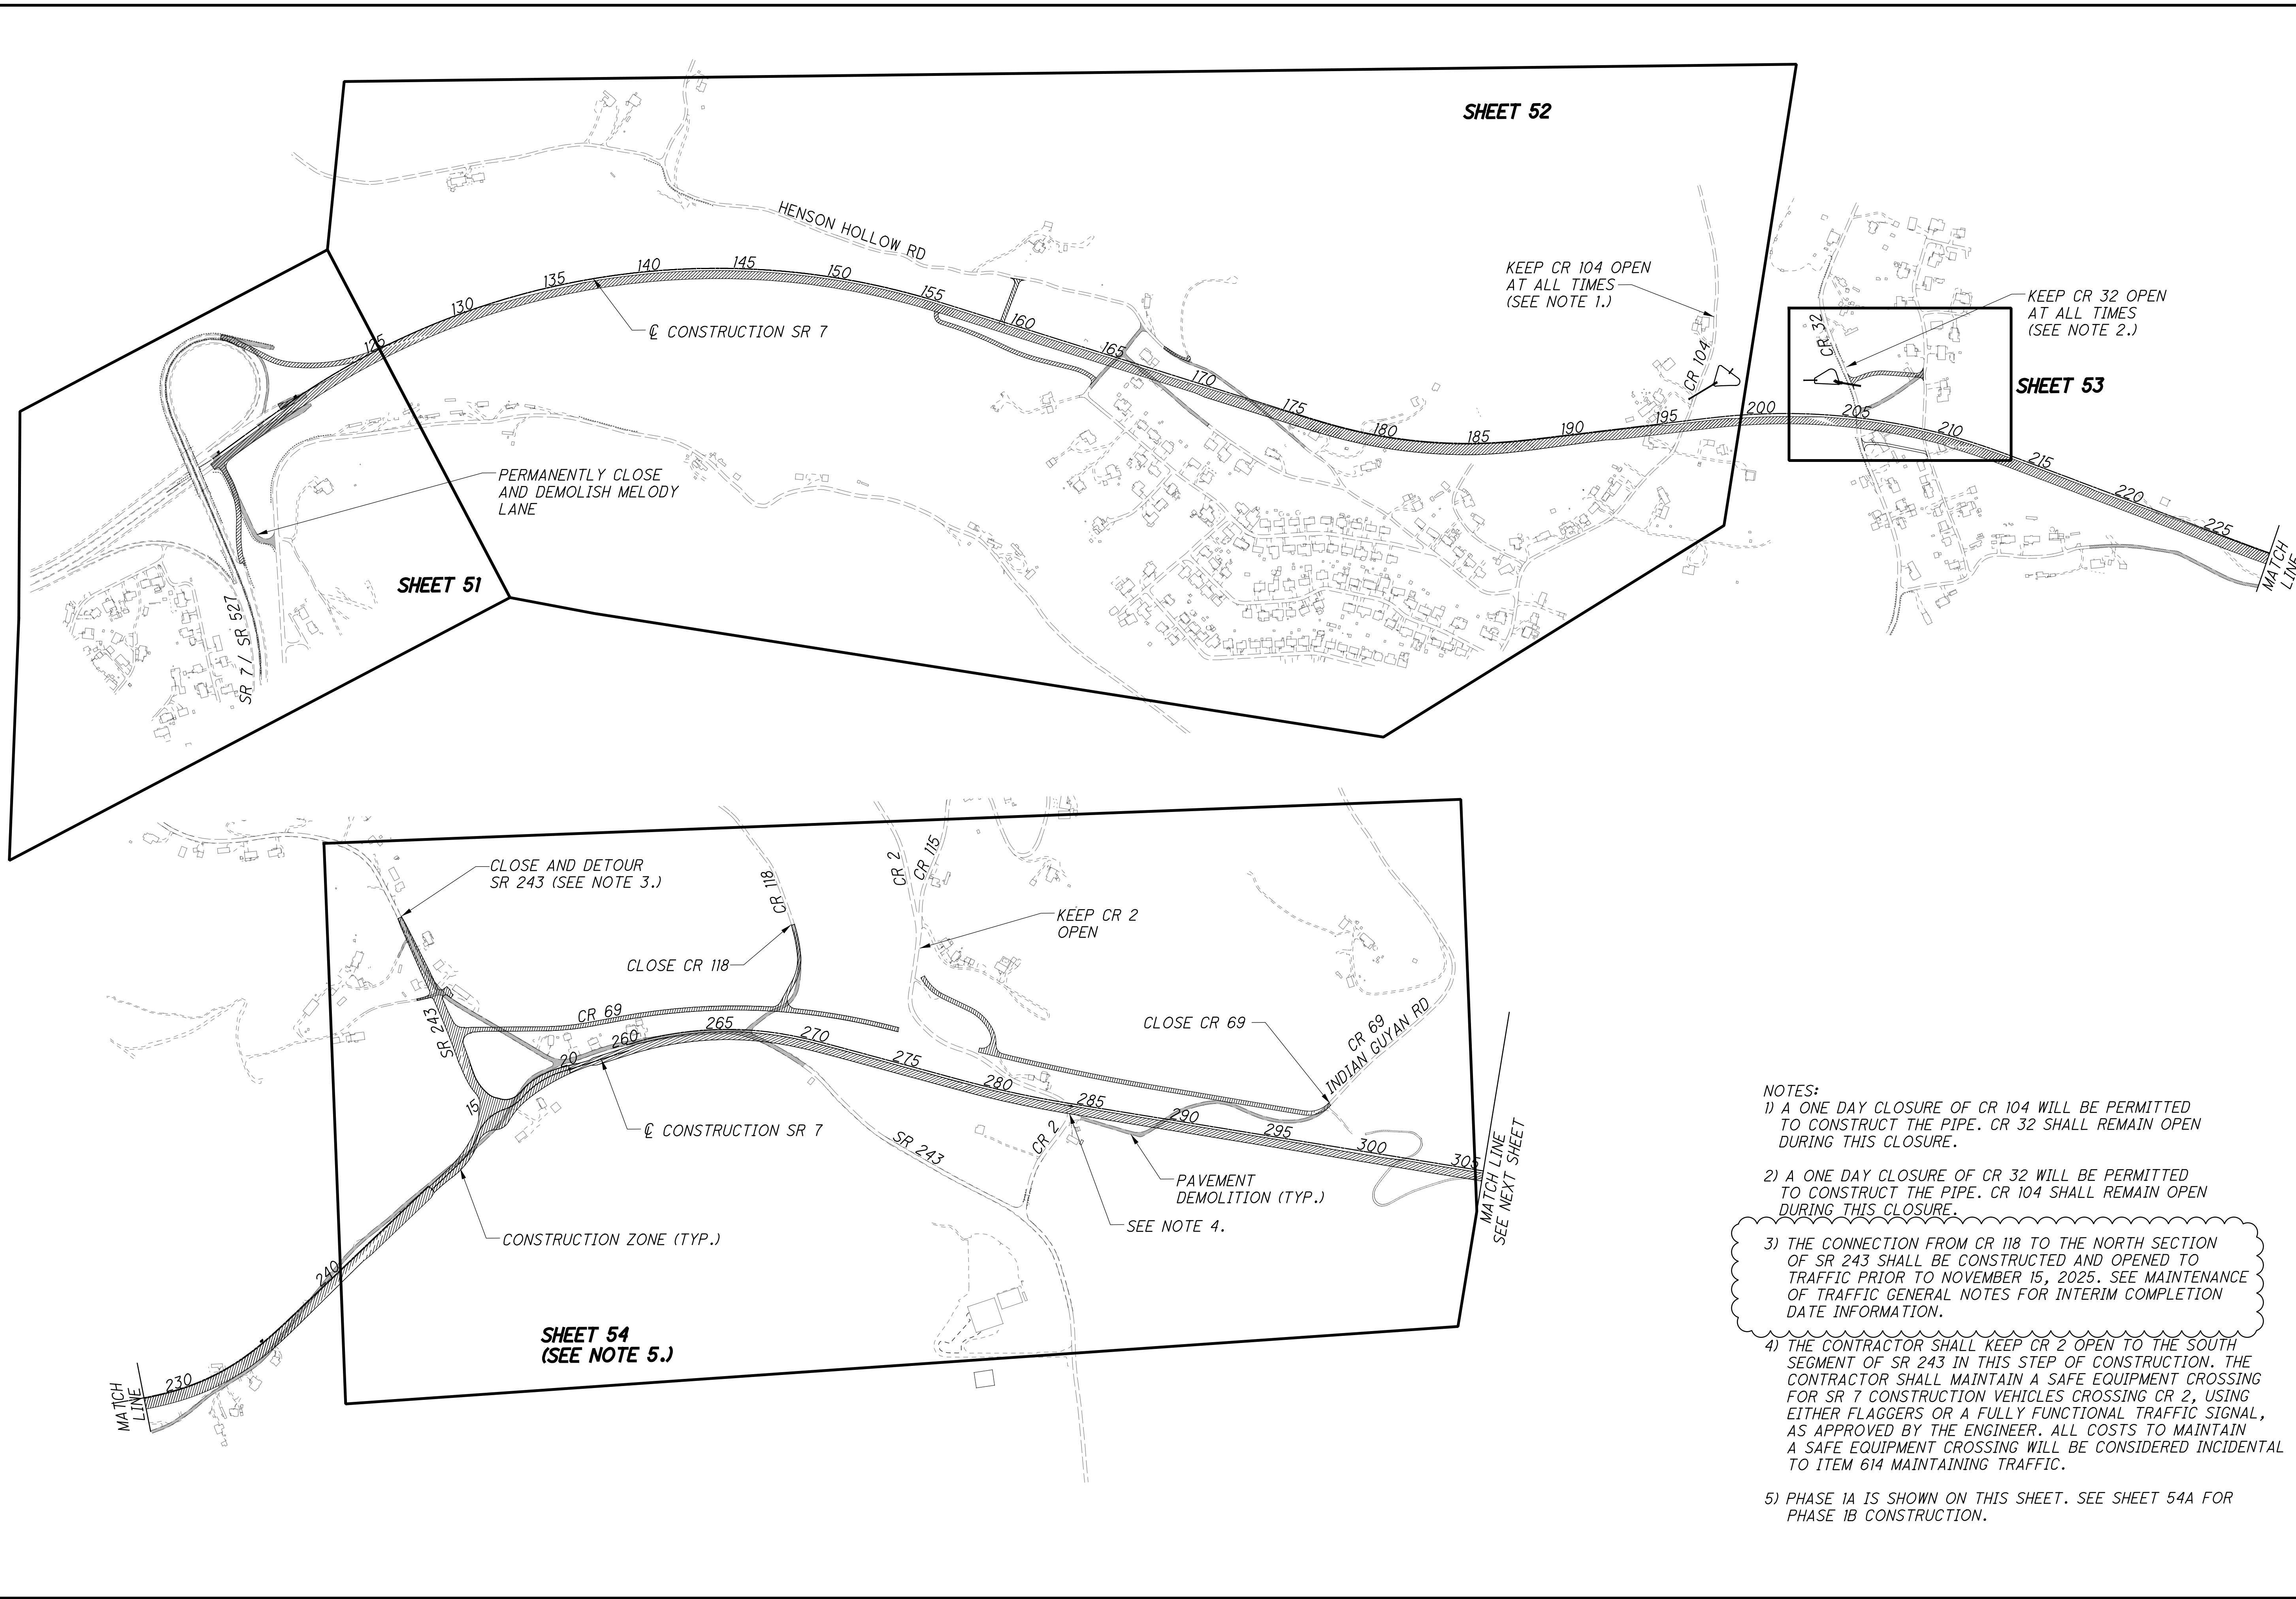 SHEET 52
HENSON HOLLOW RD
125
130
135
140
145
150
155
160
165
170
175
180
185
190
195
200
205
210
215
220
225
℄ CONSTRUCTION SR 7
KEEP CR 104 OPEN
AT ALL TIMES
(SEE NOTE 1.)
CR 104
CR 32
KEEP CR 32 OPEN
AT ALL TIMES
(SEE NOTE 2.)
SHEET 53
MATCH
LINE
PERMANENTLY CLOSE
AND DEMOLISH MELODY
LANE
SHEET 51
SR 7 / SR 527
CLOSE AND DETOUR
SR 243 (SEE NOTE 3.)
CR 118
CLOSE CR 118
CR 2
CR 115
KEEP CR 2
OPEN
CR 69
SR 243
CLOSE CR 69
CR 69
INDIAN GUYAN RD
15
20
260
265
270
275
280
285
290
295
300
305
℄ CONSTRUCTION SR 7
SR 243
CR 2
PAVEMENT
DEMOLITION (TYP.)
SEE NOTE 4.
MATCH LINE
SEE NEXT SHEET
CONSTRUCTION ZONE (TYP.)
240
230
MATCH
LINE
SHEET 54
(SEE NOTE 5.)
NOTES:
1) A ONE DAY CLOSURE OF CR 104 WILL BE PERMITTED
TO CONSTRUCT THE PIPE. CR 32 SHALL REMAIN OPEN
DURING THIS CLOSURE.
2) A ONE DAY CLOSURE OF CR 32 WILL BE PERMITTED
TO CONSTRUCT THE PIPE. CR 104 SHALL REMAIN OPEN
DURING THIS CLOSURE.
3) THE CONNECTION FROM CR 118 TO THE NORTH SECTION
OF SR 243 SHALL BE CONSTRUCTED AND OPENED TO
TRAFFIC PRIOR TO NOVEMBER 15, 2025. SEE MAINTENANCE
OF TRAFFIC GENERAL NOTES FOR INTERIM COMPLETION
DATE INFORMATION.
4) THE CONTRACTOR SHALL KEEP CR 2 OPEN TO THE SOUTH
SEGMENT OF SR 243 IN THIS STEP OF CONSTRUCTION. THE
CONTRACTOR SHALL MAINTAIN A SAFE EQUIPMENT CROSSING
FOR SR 7 CONSTRUCTION VEHICLES CROSSING CR 2, USING
EITHER FLAGGERS OR A FULLY FUNCTIONAL TRAFFIC SIGNAL,
AS APPROVED BY THE ENGINEER. ALL COSTS TO MAINTAIN
A SAFE EQUIPMENT CROSSING WILL BE CONSIDERED INCIDENTAL
TO ITEM 614 MAINTAINING TRAFFIC.
5) PHASE 1A IS SHOWN ON THIS SHEET. SEE SHEET 54A FOR
PHASE 1B CONSTRUCTION.